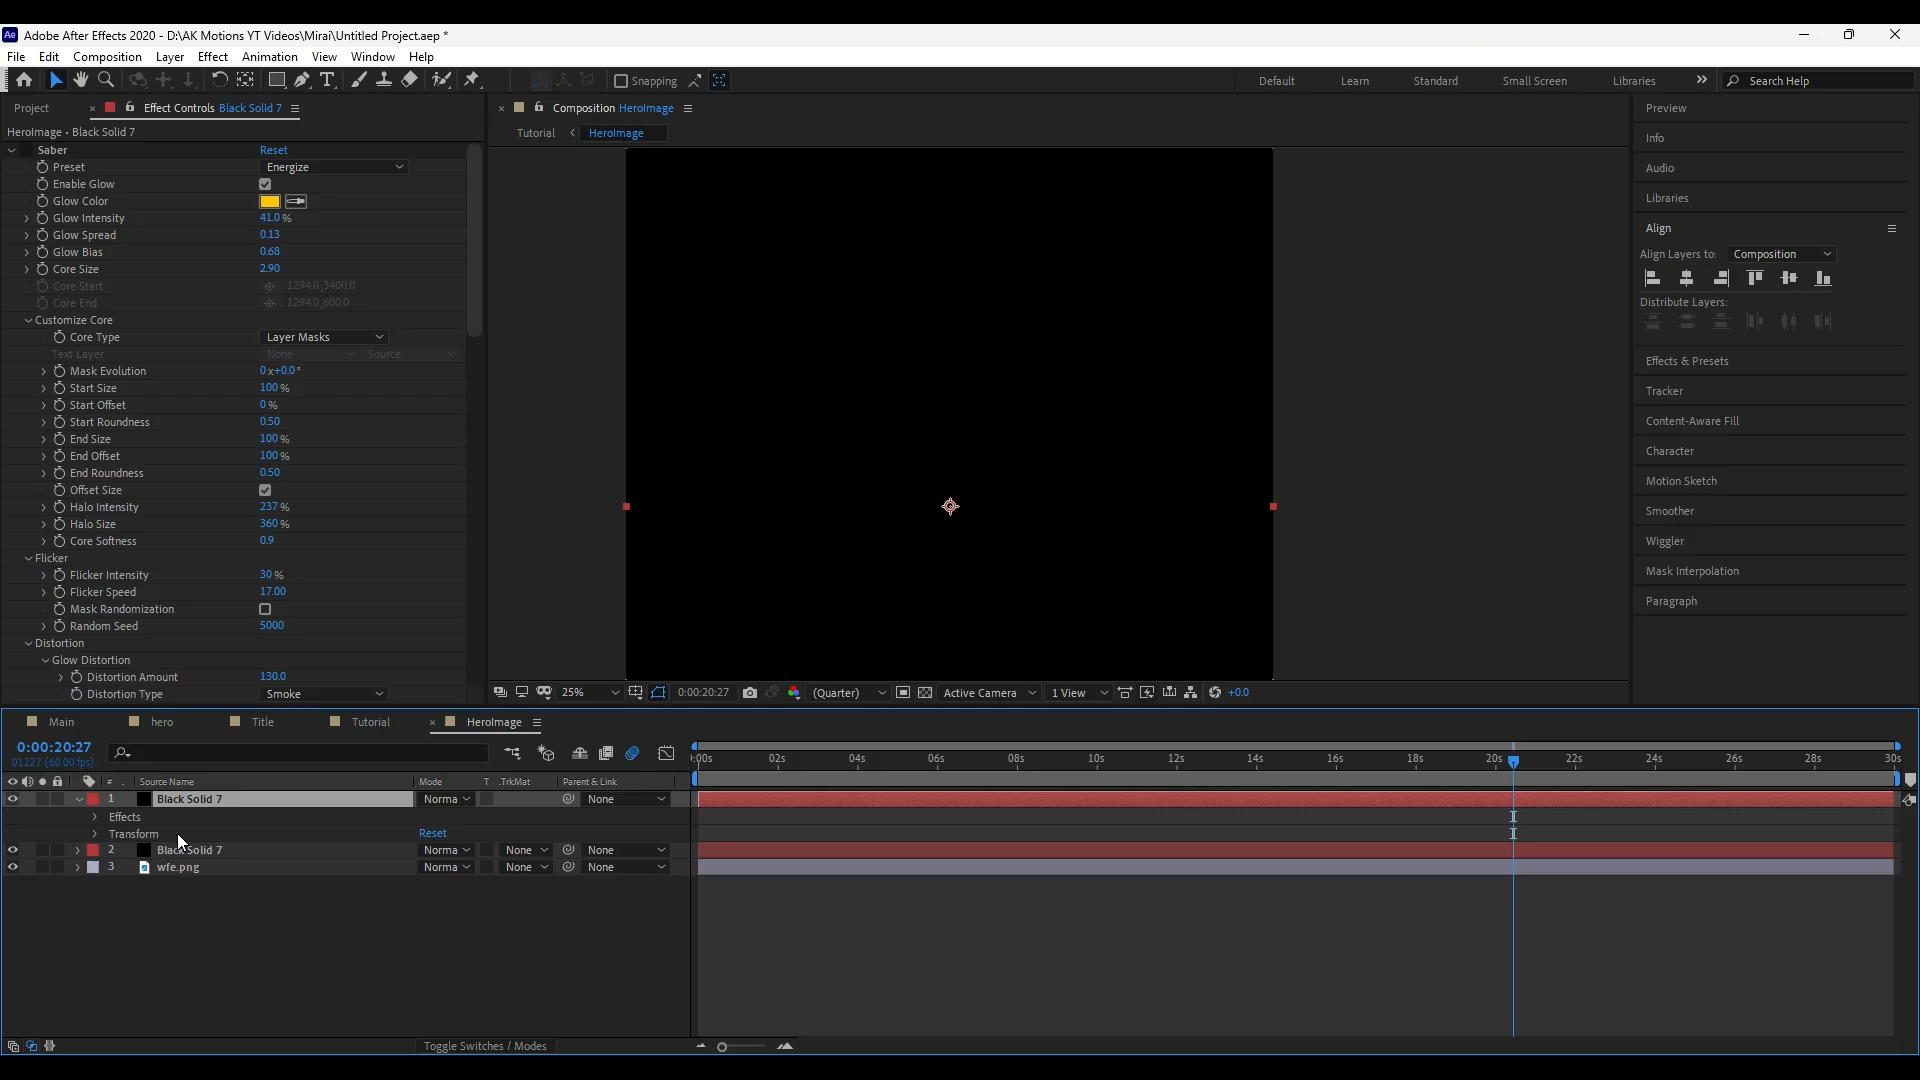 Ae Adobe After Effects 2020 - D:\AK Motions YT Videos\Mirai\Untitled Project.aep *
File Edit Composition Layer Effect Animation View Window Help
Snapping Default Learn Standard Small Screen Libraries Search Help
Project Effect Controls Black Solid 7
HeroImage • Black Solid 7
Saber Reset
Preset Energize
Enable Glow
Glow Color
Glow Intensity 41.0 %
Glow Spread 0.13
Glow Bias 0.68
Core Size 2.90
Core Start 1294.0,3400.0
Core End 1294.0,600.0
Customize Core
Core Type Layer Masks
Text Layer None Source
Mask Evolution 0x+0.0°
Start Size 100 %
Start Offset 0 %
Start Roundness 0.50
End Size 100 %
End Offset 100 %
End Roundness 0.50
Offset Size
Halo Intensity 237 %
Halo Size 360 %
Core Softness 0.9
Flicker
Flicker Intensity 30 %
Flicker Speed 17.00
Mask Randomization
Random Seed 5000
Distortion
Glow Distortion
Distortion Amount 130.0
Distortion Type Smoke
Composition HeroImage
Tutorial HeroImage
25% 0:00:20:27 (Quarter) Active Camera 1 View +0.0
Preview
Info
Audio
Libraries
Align
Align Layers to: Composition
Distribute Layers:
Effects & Presets
Tracker
Content-Aware Fill
Character
Motion Sketch
Smoother
Wiggler
Mask Interpolation
Paragraph
Main hero Title Tutorial HeroImage
0:00:20:27
01227 (60.00 fps)
:00s 02s 04s 06s 08s 10s 12s 14s 16s 18s 20s 22s 24s 26s 28s 30s
# Source Name Mode T .TrkMat Parent & Link
1 Black Solid 7 Norma None
Effects
Transform Reset
2 Black Solid 7 Norma None None
3 wfe.png Norma None None
Toggle Switches / Modes